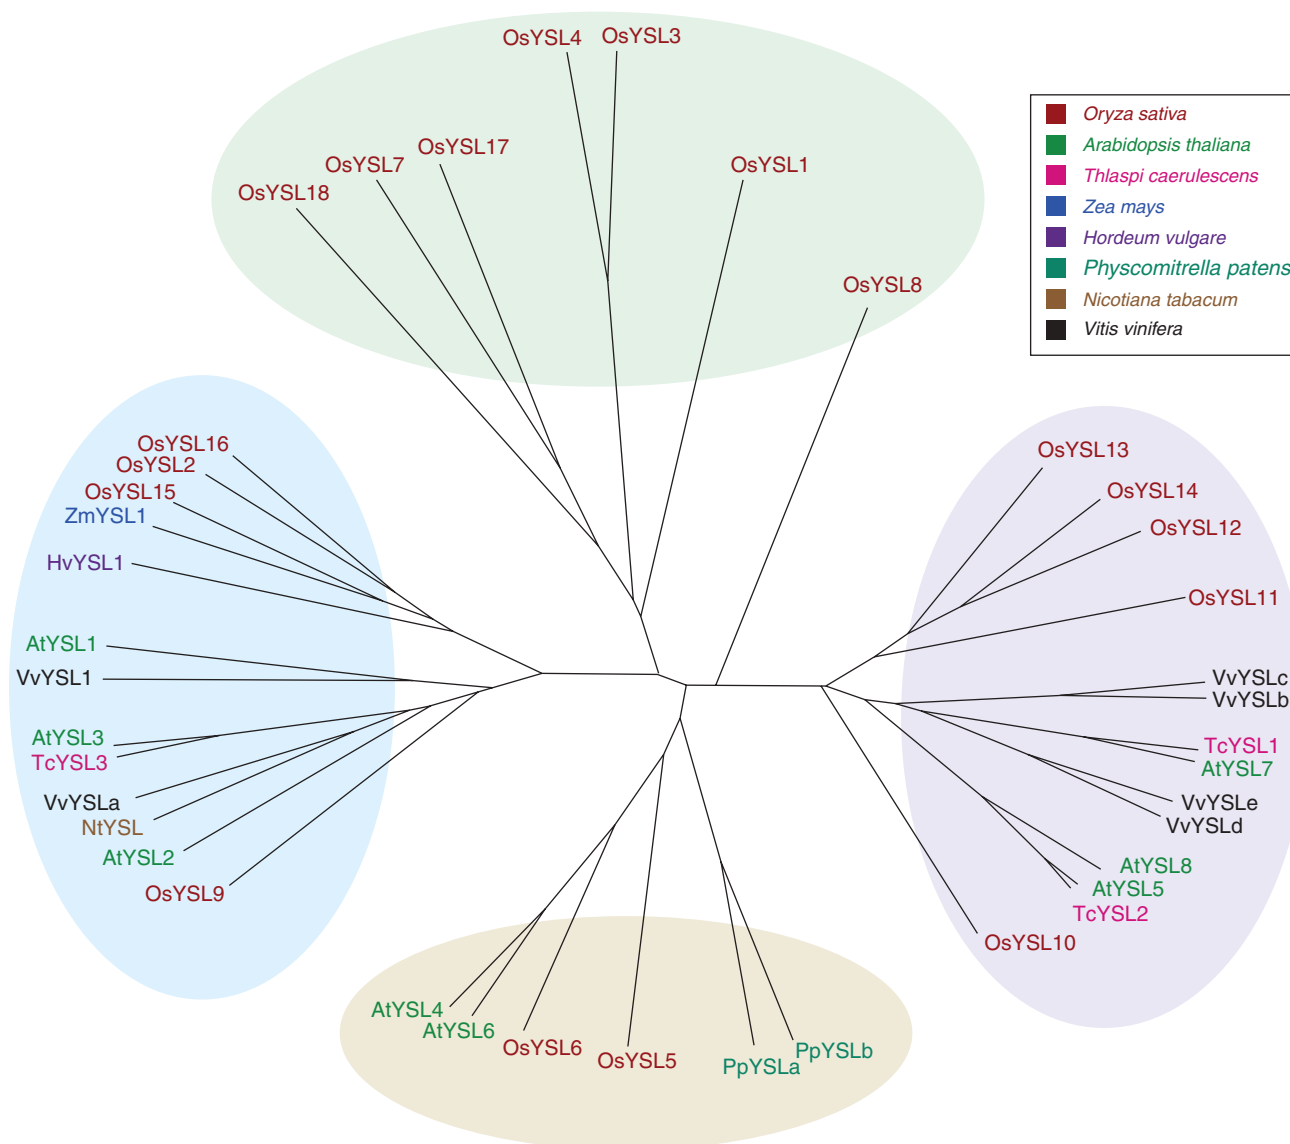 OsYSL4
OsYSL3
OsYSL17
OsYSL7
OsYSL18
OsYSL1
OsYSL8
Oryza sativa
Arabidopsis thaliana
Thlaspi caerulescens
Zea mays
Hordeum vulgare
Physcomitrella patens
Nicotiana tabacum
Vitis vinifera
OsYSL16
OsYSL2
OsYSL15
ZmYSL1
HvYSL1
AtYSL1
VvYSL1
AtYSL3
TcYSL3
VvYSLa
NtYSL
AtYSL2
OsYSL9
OsYSL13
OsYSL14
OsYSL12
OsYSL11
VvYSLc
VvYSLb
TcYSL1
AtYSL7
VvYSLe
VvYSLd
AtYSL8
AtYSL5
TcYSL2
OsYSL10
AtYSL4
AtYSL6
OsYSL6
OsYSL5
PpYSLa
PpYSLb